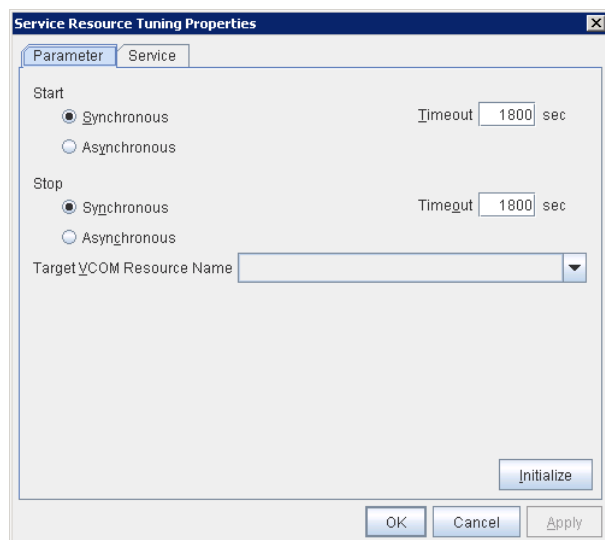 Service Resource Tuning Properties
Parameter Service
Start
Synchronous Timeout 1800 sec
Asynchronous
Stop
Synchronous Timeout 1800 sec
Asynchronous
Target VCOM Resource Name
Initialize
OK Cancel Apply